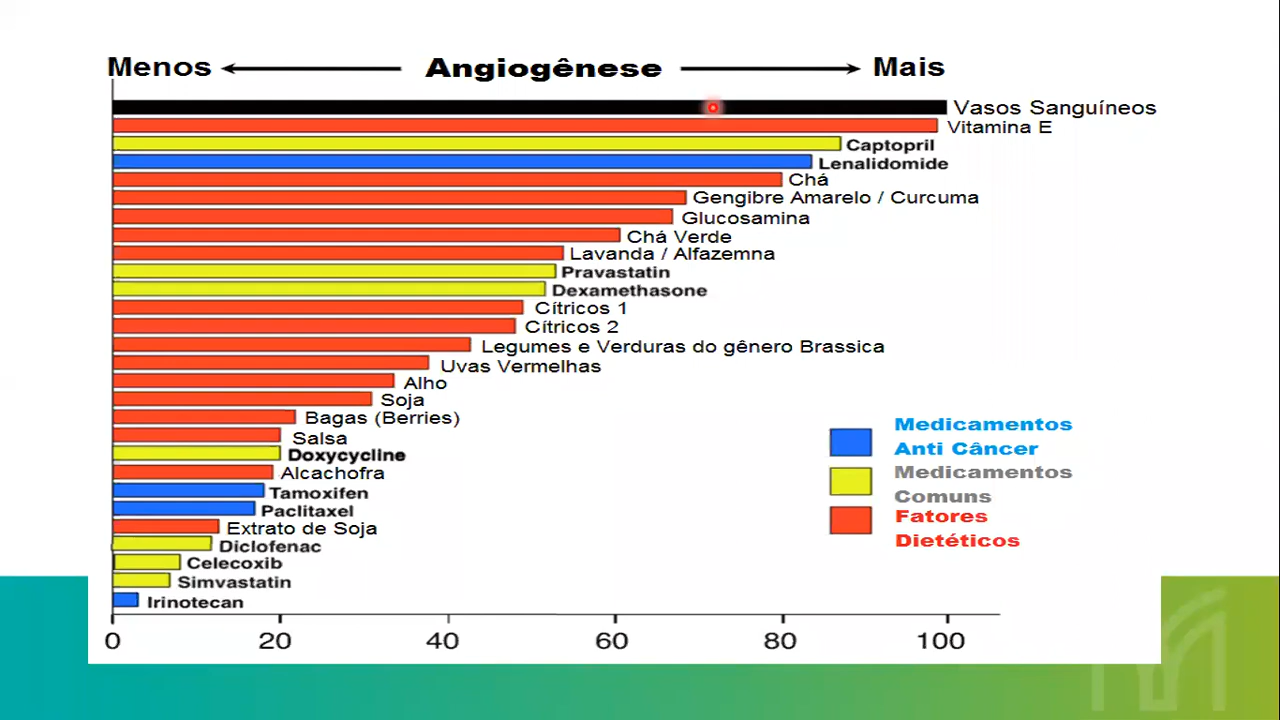 Menos Angiogênese Mais
Vasos Sanguíneos
Vitamina E
Captopril
Lenalidomide
Chá
Gengibre Amarelo / Curcuma
Glucosamina
Chá Verde
Lavanda / Alfazemna
Pravastatin
Dexamethasone
Cítricos 1
Cítricos 2
Legumes e Verduras do gênero Brassica
Uvas Vermelhas
Alho
Soja
Bagas (Berries)
Salsa
Doxycycline
Alcachofra
Tamoxifen
Paclitaxel
Extrato de Soja
Diclofenac
Celecoxib
Simvastatin
Irinotecan
0 20 40 60 80 100
Medicamentos
Anti Câncer
Medicamentos
Comuns
Fatores
Dietéticos